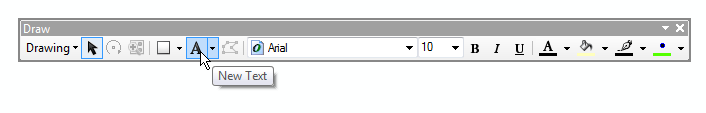 Draw
Drawing A Arial 10 B I U A
New Text